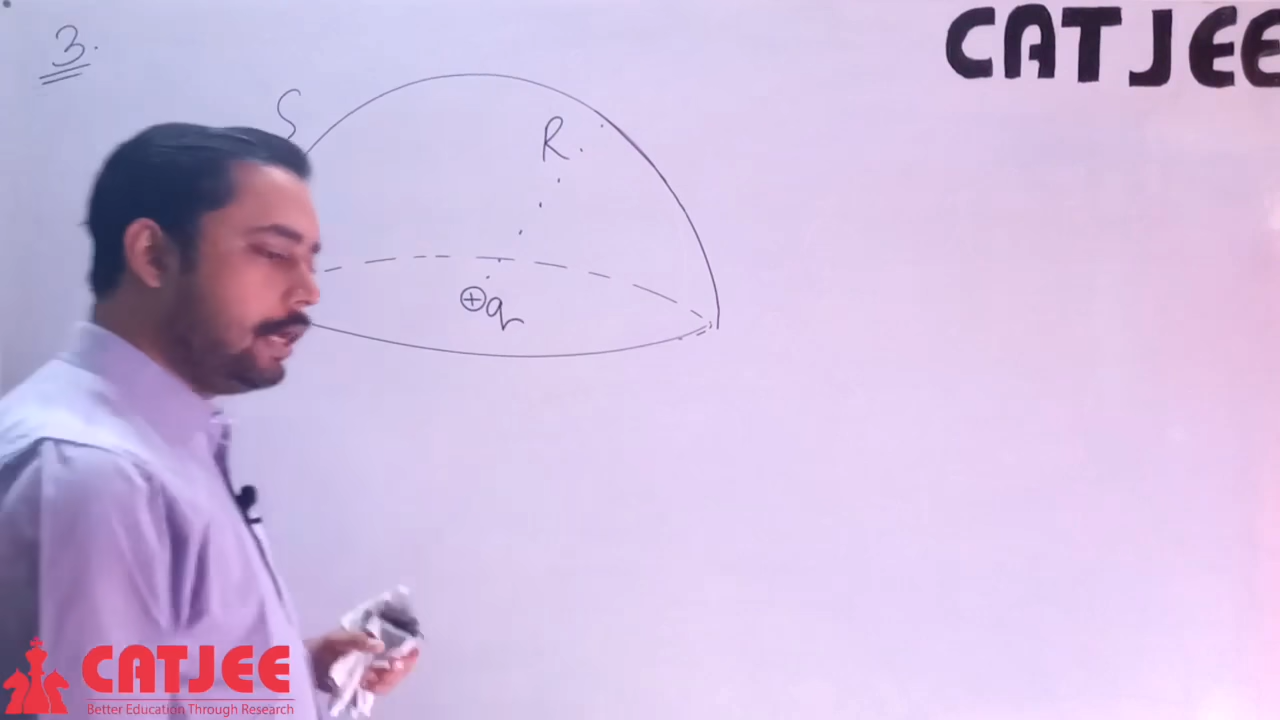 3.
CATJEE
S
R
⊕q
CATJEE
Better Education Through Research